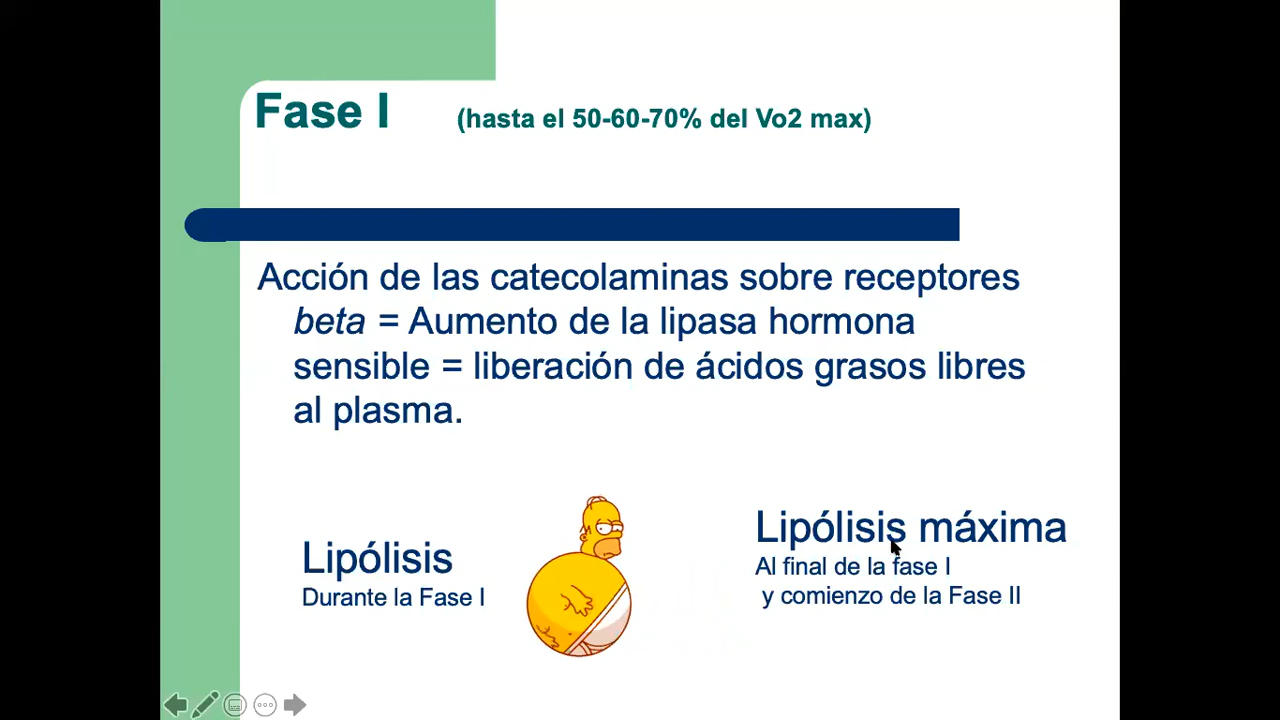 Fase I (hasta el 50-60-70% del Vo2 max)
Acción de las catecolaminas sobre receptores
beta = Aumento de la lipasa hormona
sensible = liberación de ácidos grasos libres
al plasma.
Lipólisis
Durante la Fase I
Lipólisis máxima
Al final de la fase I
y comienzo de la Fase II